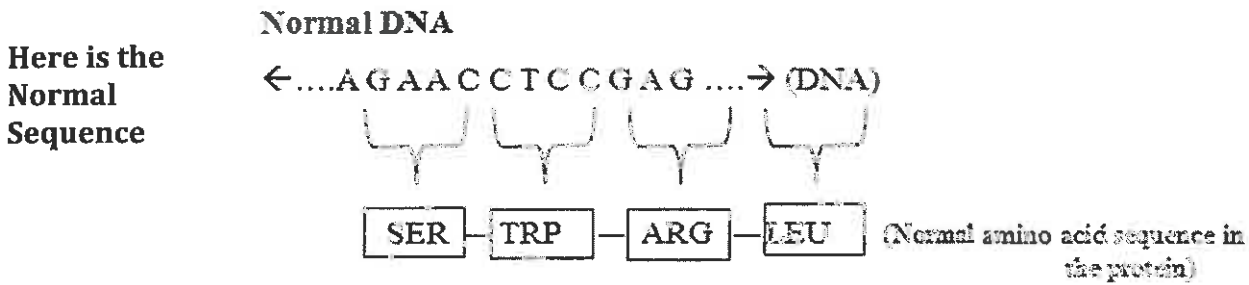 Normal DNA
Here is the
Normal
Sequence
←....A G A A C C T C C G A G ....→ (DNA)
SER – TRP – ARG – LEU
(Normal amino acid sequence in
the protein)